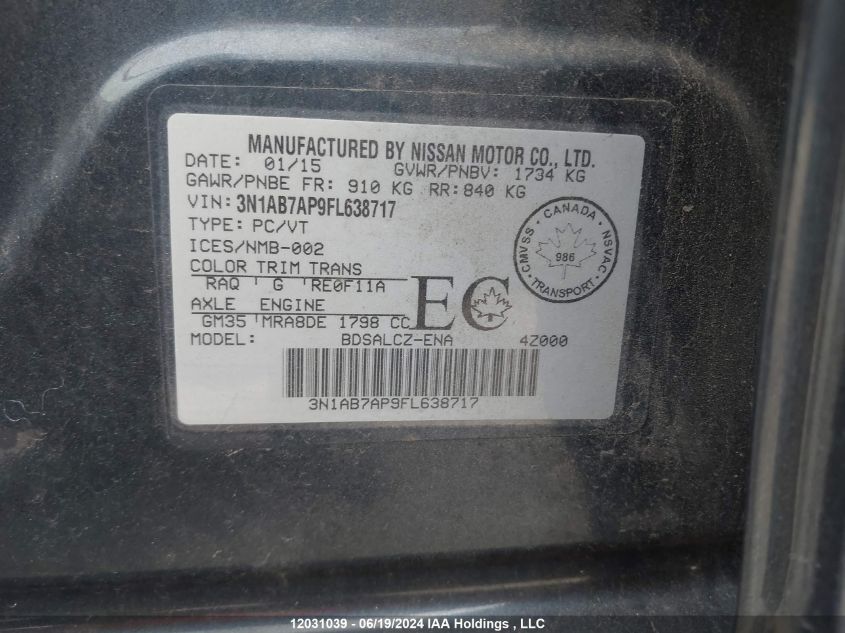 MANUFACTURED BY NISSAN MOTOR CO., LTD.
DATE: 01/15 GVWR/PNBV: 1734 KG
GAWR/PNBE FR: 910 KG RR: 840 KG
VIN: 3N1AB7AP9FL638717
TYPE: PC/VT
ICES/NMB-002
COLOR TRIM TRANS
RAQ G RE0F11A
AXLE ENGINE
GM35 MRA8DE 1798 CC
EC
MODEL: BDSALCZ-ENA 4Z000
3N1AB7AP9FL638717
CANADA
CMVSS · NSVAC
986
TRANSPORT
12031039 - 06/19/2024 IAA Holdings , LLC